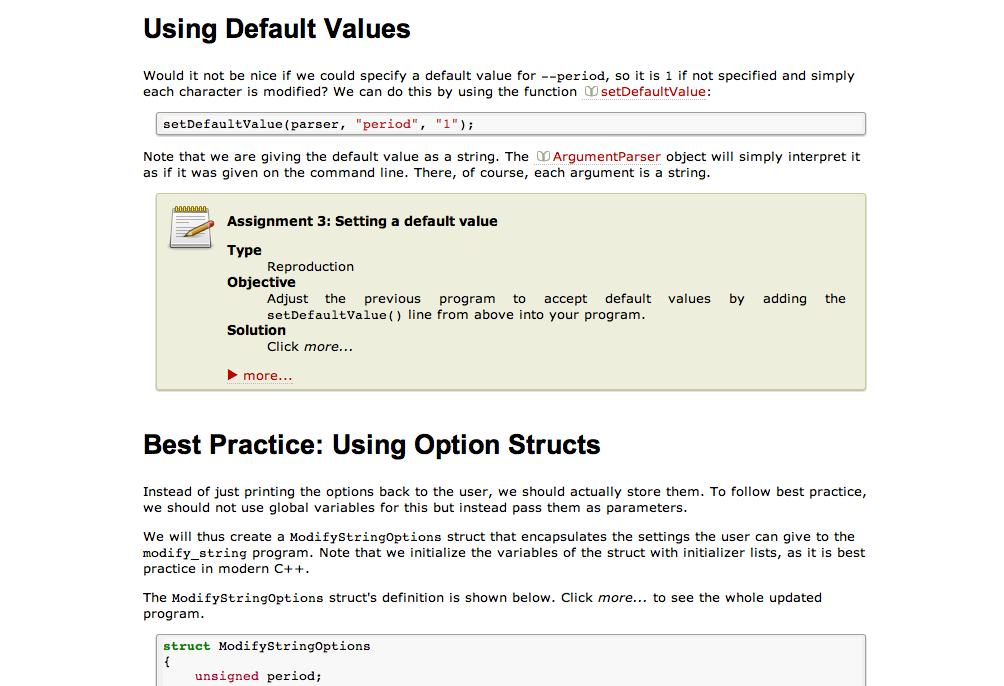 Using Default Values
Would it not be nice if we could specify a default value for --period, so it is 1 if not specified and simply
each character is modified? We can do this by using the function setDefaultValue:
setDefaultValue(parser, "period", "1");
Note that we are giving the default value as a string. The ArgumentParser object will simply interpret it
as if it was given on the command line. There, of course, each argument is a string.
Assignment 3: Setting a default value
Type
Reproduction
Objective
Adjust the previous program to accept default values by adding the
setDefaultValue() line from above into your program.
Solution
Click more...
more...
Best Practice: Using Option Structs
Instead of just printing the options back to the user, we should actually store them. To follow best practice,
we should not use global variables for this but instead pass them as parameters.
We will thus create a ModifyStringOptions struct that encapsulates the settings the user can give to the
modify_string program. Note that we initialize the variables of the struct with initializer lists, as it is best
practice in modern C++.
The ModifyStringOptions struct's definition is shown below. Click more... to see the whole updated
program.
struct ModifyStringOptions
{
unsigned period;